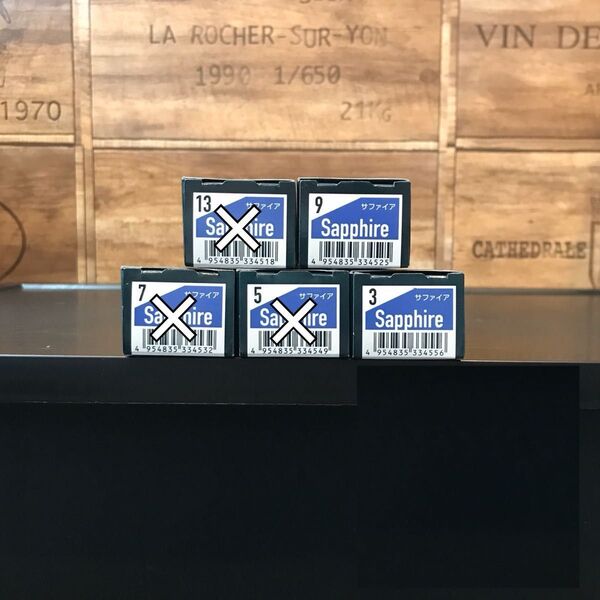 LA ROCHER-SUR-YON
VIN DE
1990 1/650
1970
21KG
CATHEDRALE
13
サファイア
Sapphire
4 954835 334518
9
サファイア
Sapphire
4 954835 334525
7
サファイア
Sapphire
4 954835 334532
5
サファイア
Sapphire
4 954835 334549
3
サファイア
Sapphire
4 954835 334556